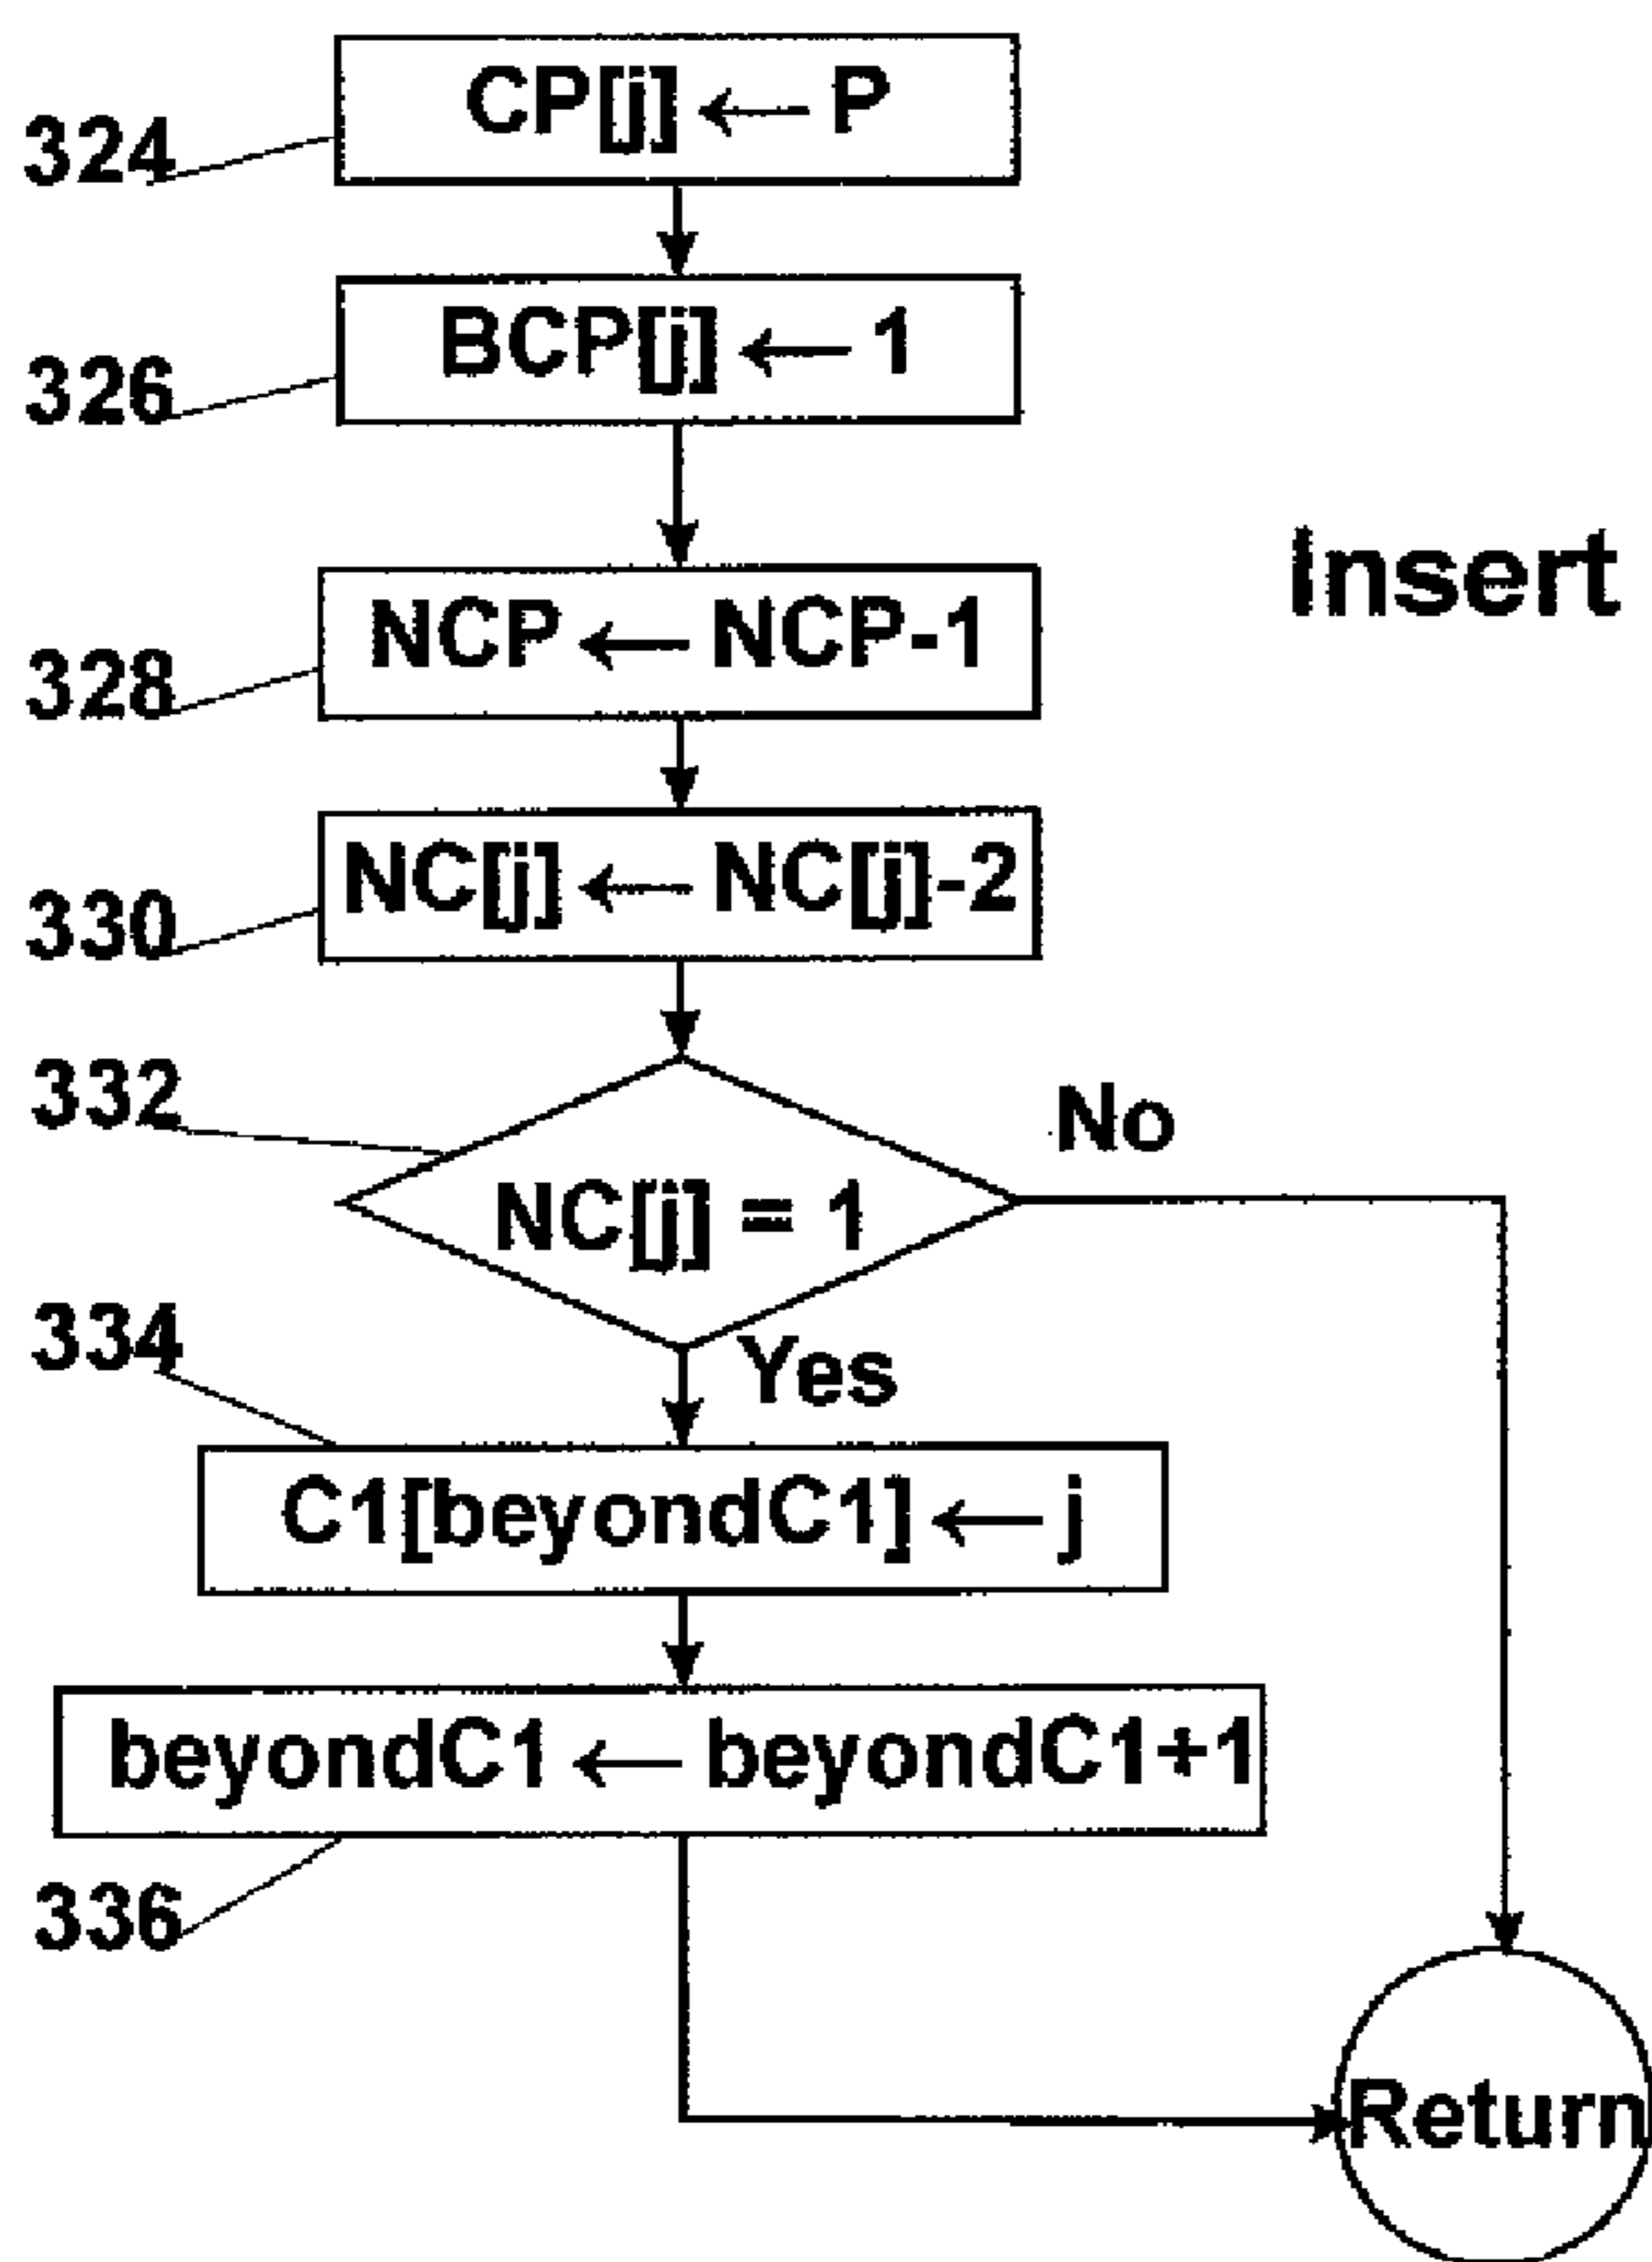 CP[j] ← P
324
BCP[j] ← 1
326
Insert
NCP ← NCP-1
328
NC[j] ← NC[j]-2
330
332
No
NC[j] = 1
334
Yes
C1[beyondC1] ← j
beyondC1 ← beyondC1+1
336
Return